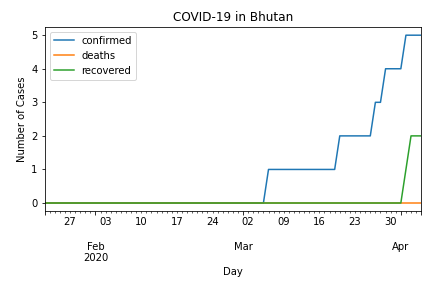 COVID-19 in Bhutan
confirmed
deaths
recovered
Number of Cases
5
4
3
2
1
0
27 03 10 17 24 02 09 16 23 30
Feb Mar Apr
2020
Day